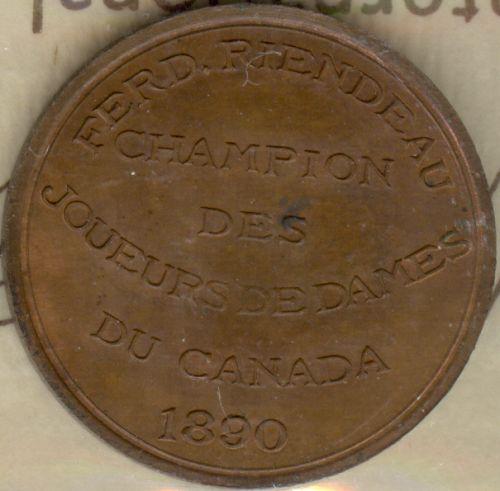 FERD. RIENDEAU
CHAMPION
DES
JOUEURS DE DAMES
DU CANADA
1890